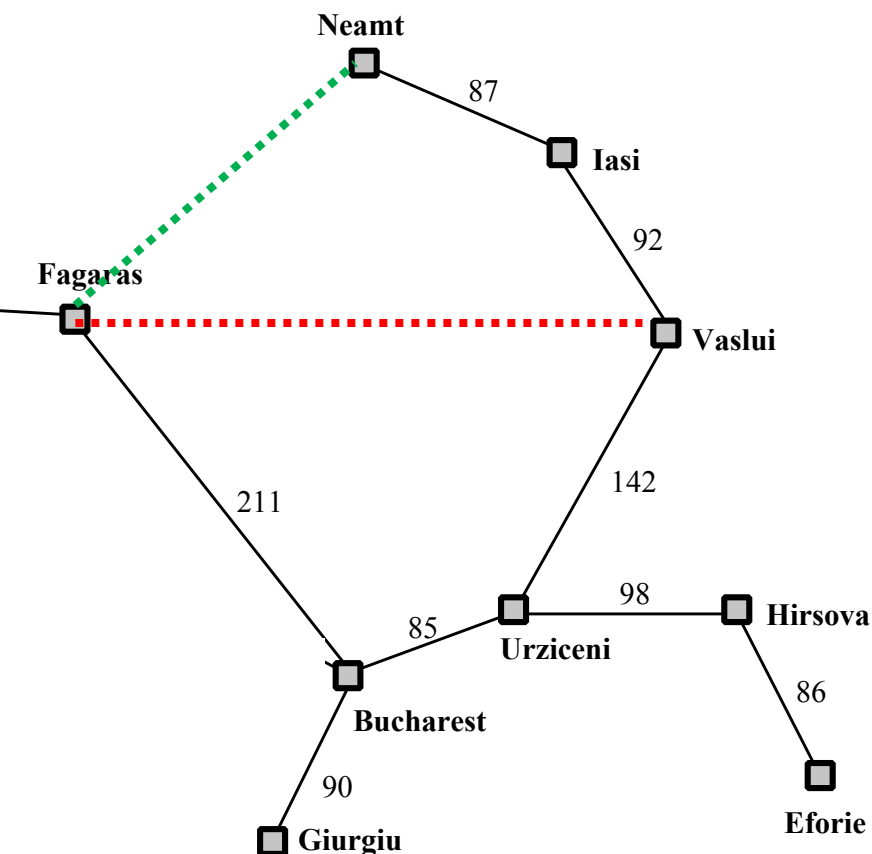 Neamt
87
Iasi
92
Fagaras
Vaslui
211
142
98
Hirsova
85
Urziceni
86
Bucharest
90
Eforie
Giurgiu